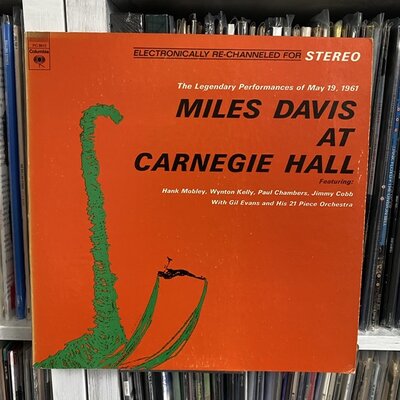 ELECTRONICALLY RE-CHANNELED FOR STEREO
Columbia
The Legendary Performances of May 19, 1961
MILES DAVIS
AT
CARNEGIE HALL
Featuring:
Hank Mobley, Wynton Kelly, Paul Chambers, Jimmy Cobb
With Gil Evans and His 21 Piece Orchestra